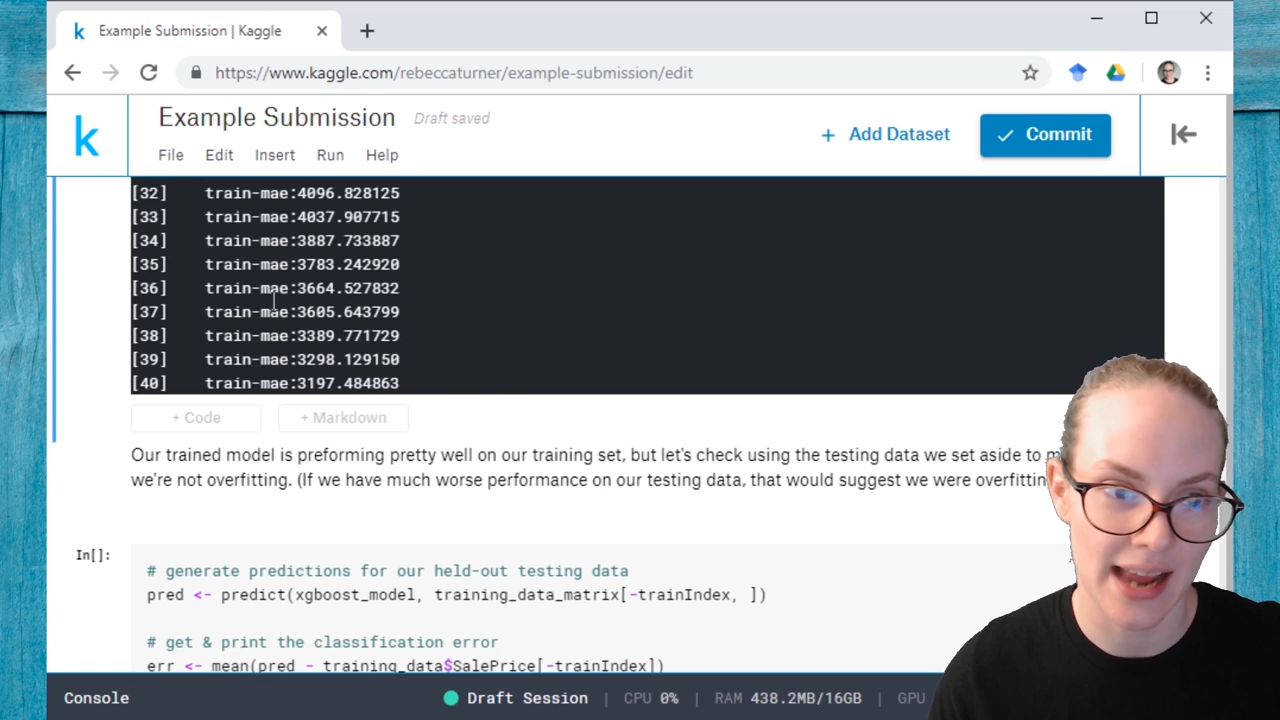 k Example Submission | Kaggle
https://www.kaggle.com/rebeccaturner/example-submission/edit
k
Example Submission Draft saved
File Edit Insert Run Help
+ Add Dataset
Commit
[32] train-mae:4096.828125
[33] train-mae:4037.907715
[34] train-mae:3887.733887
[35] train-mae:3783.242920
[36] train-mae:3664.527832
[37] train-mae:3605.643799
[38] train-mae:3389.771729
[39] train-mae:3298.129150
[40] train-mae:3197.484863
+ Code + Markdown
Our trained model is preforming pretty well on our training set, but let's check using the testing data we set aside to
we're not overfitting. (If we have much worse performance on our testing data, that would suggest we were
In[]:
# generate predictions for our held-out testing data
pred <- predict(xgboost_model, training_data_matrix[-trainIndex, ])
# get & print the classification error
err <- mean(pred - training_data$SalePrice[-trainIndex])
Console Draft Session | CPU 0% | RAM 438.2MB/16GB | GPU